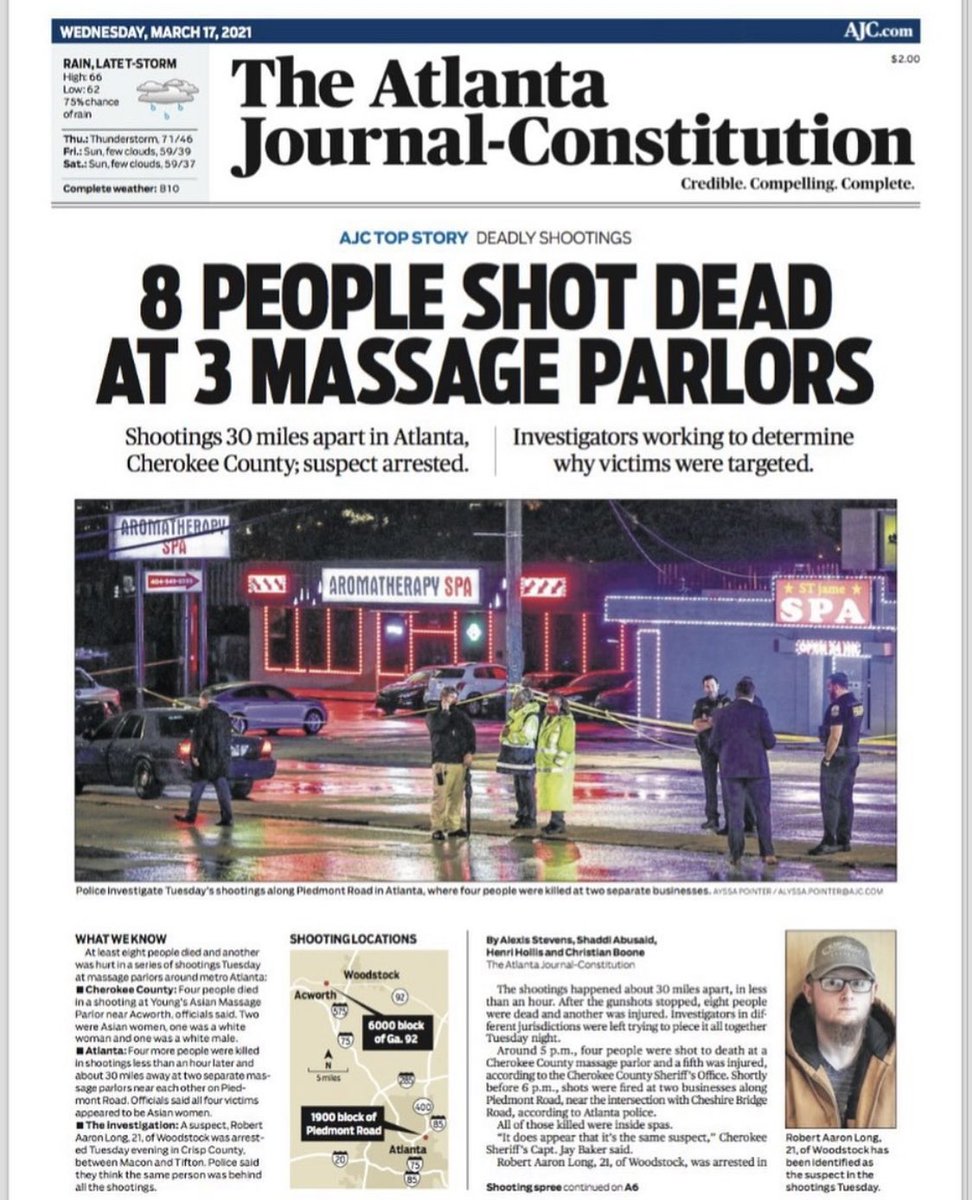 WEDNESDAY, MARCH 17, 2021
AJC.com
RAIN, LATE T-STORM
High: 66
Low: 62
75% chance
of rain
Thu.: Thunderstorm, 71/46
Fri.: Sun, few clouds, 59/39
Sat.: Sun, few clouds, 59/37
Complete weather: B10
$2.00
The Atlanta
Journal-Constitution
Credible. Compelling. Complete.
AJC TOP STORY DEADLY SHOOTINGS
8 PEOPLE SHOT DEAD
AT 3 MASSAGE PARLORS
Shootings 30 miles apart in Atlanta,
Cherokee County; suspect arrested.
Investigators working to determine
why victims were targeted.
AROMATHERAPY
SPA
AROMATHERAPY SPA
ST jame
SPA
OPEN 24 HR
Police investigate Tuesday's shootings along Piedmont Road in Atlanta, where four people were killed at two separate businesses. AYSSA POINTER / ALYSSA.POINTER@AJC.COM
WHAT WE KNOW
At least eight people died and another
was hurt in a series of shootings Tuesday
at massage parlors around metro Atlanta:
■ Cherokee County: Four people died
in a shooting at Young's Asian Massage
Parlor near Acworth, officials said. Two
were Asian women, one was a white
woman and one was a white male.
■ Atlanta: Four more people were killed
in shootings less than an hour later and
about 30 miles away at two separate mas-
sage parlors near each other on Pied-
mont Road. Officials said all four victims
appeared to be Asian women.
■ The investigation: A suspect, Robert
Aaron Long, 21, of Woodstock was arrest-
ed Tuesday evening in Crisp County,
between Macon and Tifton. Police said
they think the same person was behind
all the shootings.
SHOOTING LOCATIONS
Woodstock
Acworth
92
575
6000 block
of Ga. 92
75
N
5 miles
285
400
1900 block of
Piedmont Road
85
Atlanta
20
75
85
By Alexis Stevens, Shaddi Abusaid,
Henri Hollis and Christian Boone
The Atlanta Journal-Constitution
The shootings happened about 30 miles apart, in less
than an hour. After the gunshots stopped, eight people
were dead and another was injured. Investigators in dif-
ferent jurisdictions were left trying to piece it all together
Tuesday night.
Around 5 p.m., four people were shot to death at a
Cherokee County massage parlor and a fifth was injured,
according to the Cherokee County Sheriff's Office. Shortly
before 6 p.m., shots were fired at two businesses along
Piedmont Road, near the intersection with Cheshire Bridge
Road, according to Atlanta police.
All of those killed were inside spas.
"It does appear that it's the same suspect," Cherokee
Sheriff's Capt. Jay Baker said.
Robert Aaron Long, 21, of Woodstock, was arrested in
Shooting spree continued on A6
Robert Aaron Long,
21, of Woodstock has
been identified as
the suspect in the
shootings Tuesday.